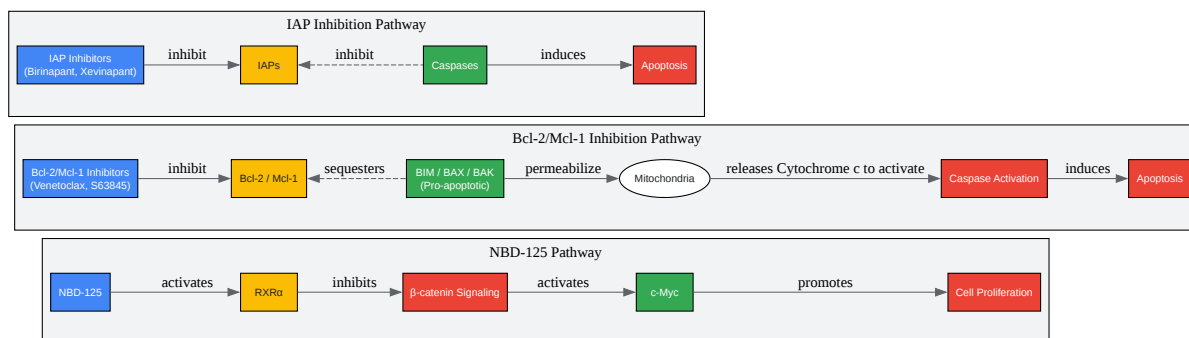 IAP Inhibition Pathway
IAP Inhibitors
(Birinapant, Xevinapant)
inhibit
IAPs
inhibit
Caspases
induces
Apoptosis
Bcl-2/Mcl-1 Inhibition Pathway
Bcl-2/Mcl-1 Inhibitors
(Venetoclax, S63845)
inhibit
Bcl-2 / Mcl-1
sequesters
BIM / BAX / BAK
(Pro-apoptotic)
permeabilize
Mitochondria
releases Cytochrome c to activate
Caspase Activation
induces
Apoptosis
NBD-125 Pathway
NBD-125
activates
RXRα
inhibits
β-catenin Signaling
activates
c-Myc
promotes
Cell Proliferation